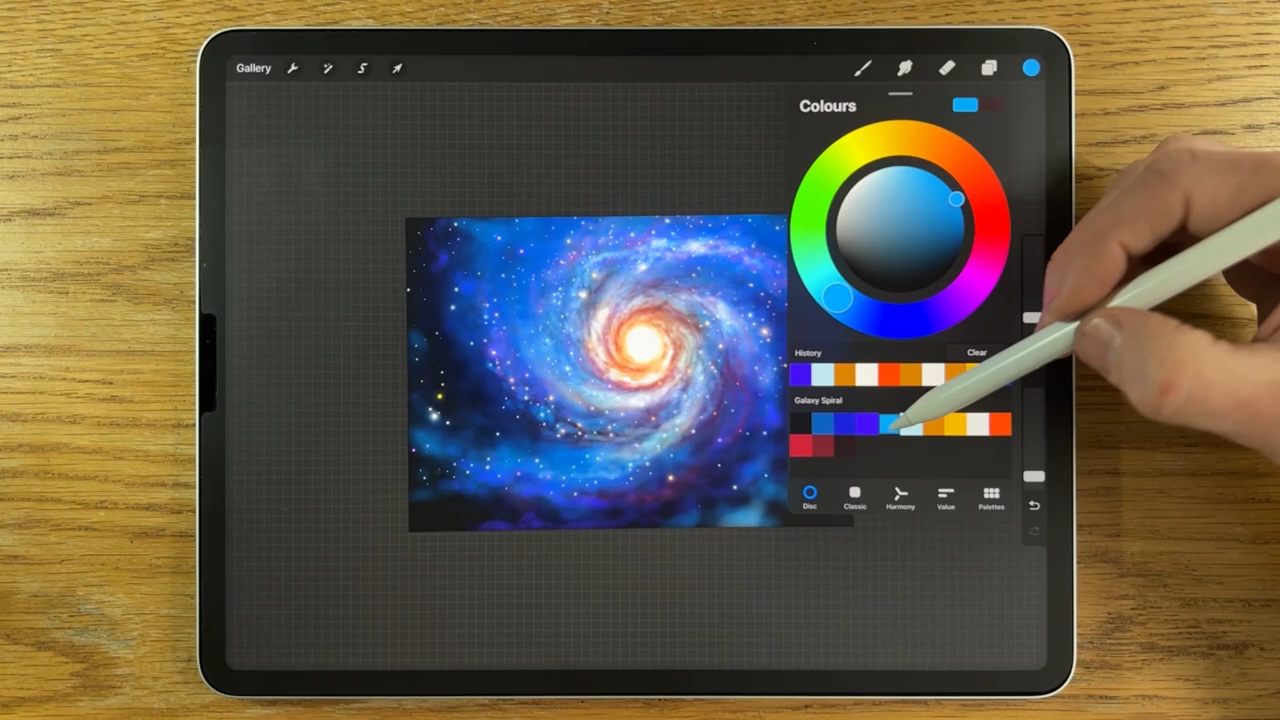 Gallery
Colours
History
Clear
Galaxy Spiral
Disc
Classic
Harmony
Value
Palettes